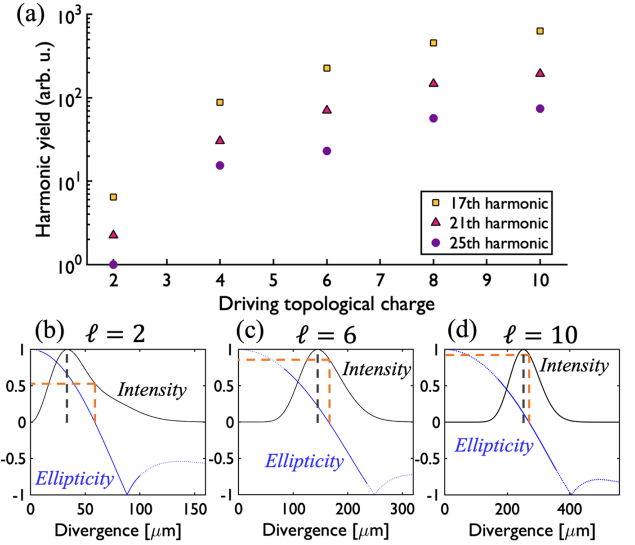 (a)
10³
10²
10¹
10⁰
Harmonic yield (arb. u.)
17th harmonic
21th harmonic
25th harmonic
2 3 4 5 6 7 8 9 10
Driving topological charge
(b) ℓ = 2
1
0.5
0
-0.5
-1
Intensity
Ellipticity
0 50 100 150
Divergence [μm]
(c) ℓ = 6
1
0.5
0
-0.5
-1
Intensity
Ellipticity
0 100 200 300
Divergence [μm]
(d) ℓ = 10
1
0.5
0
-0.5
-1
Intensity
Ellipticity
0 200 400
Divergence [μm]